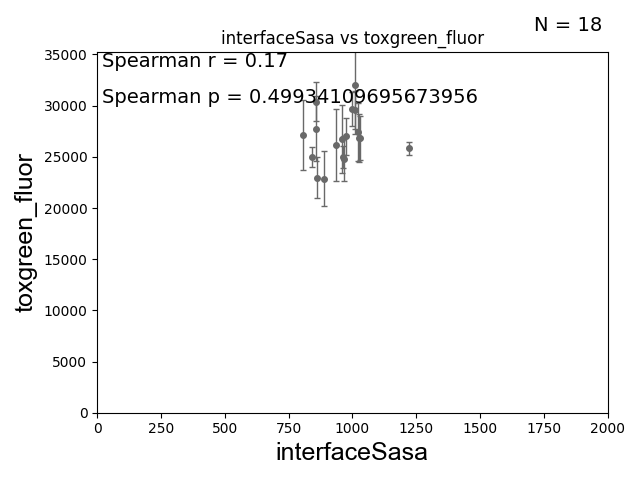 N = 18
interfaceSasa vs toxgreen_fluor
Spearman r = 0.17
Spearman p = 0.49934109695673956
toxgreen_fluor
35000
30000
25000
20000
15000
10000
5000
0
0 250 500 750 1000 1250 1500 1750 2000
interfaceSasa